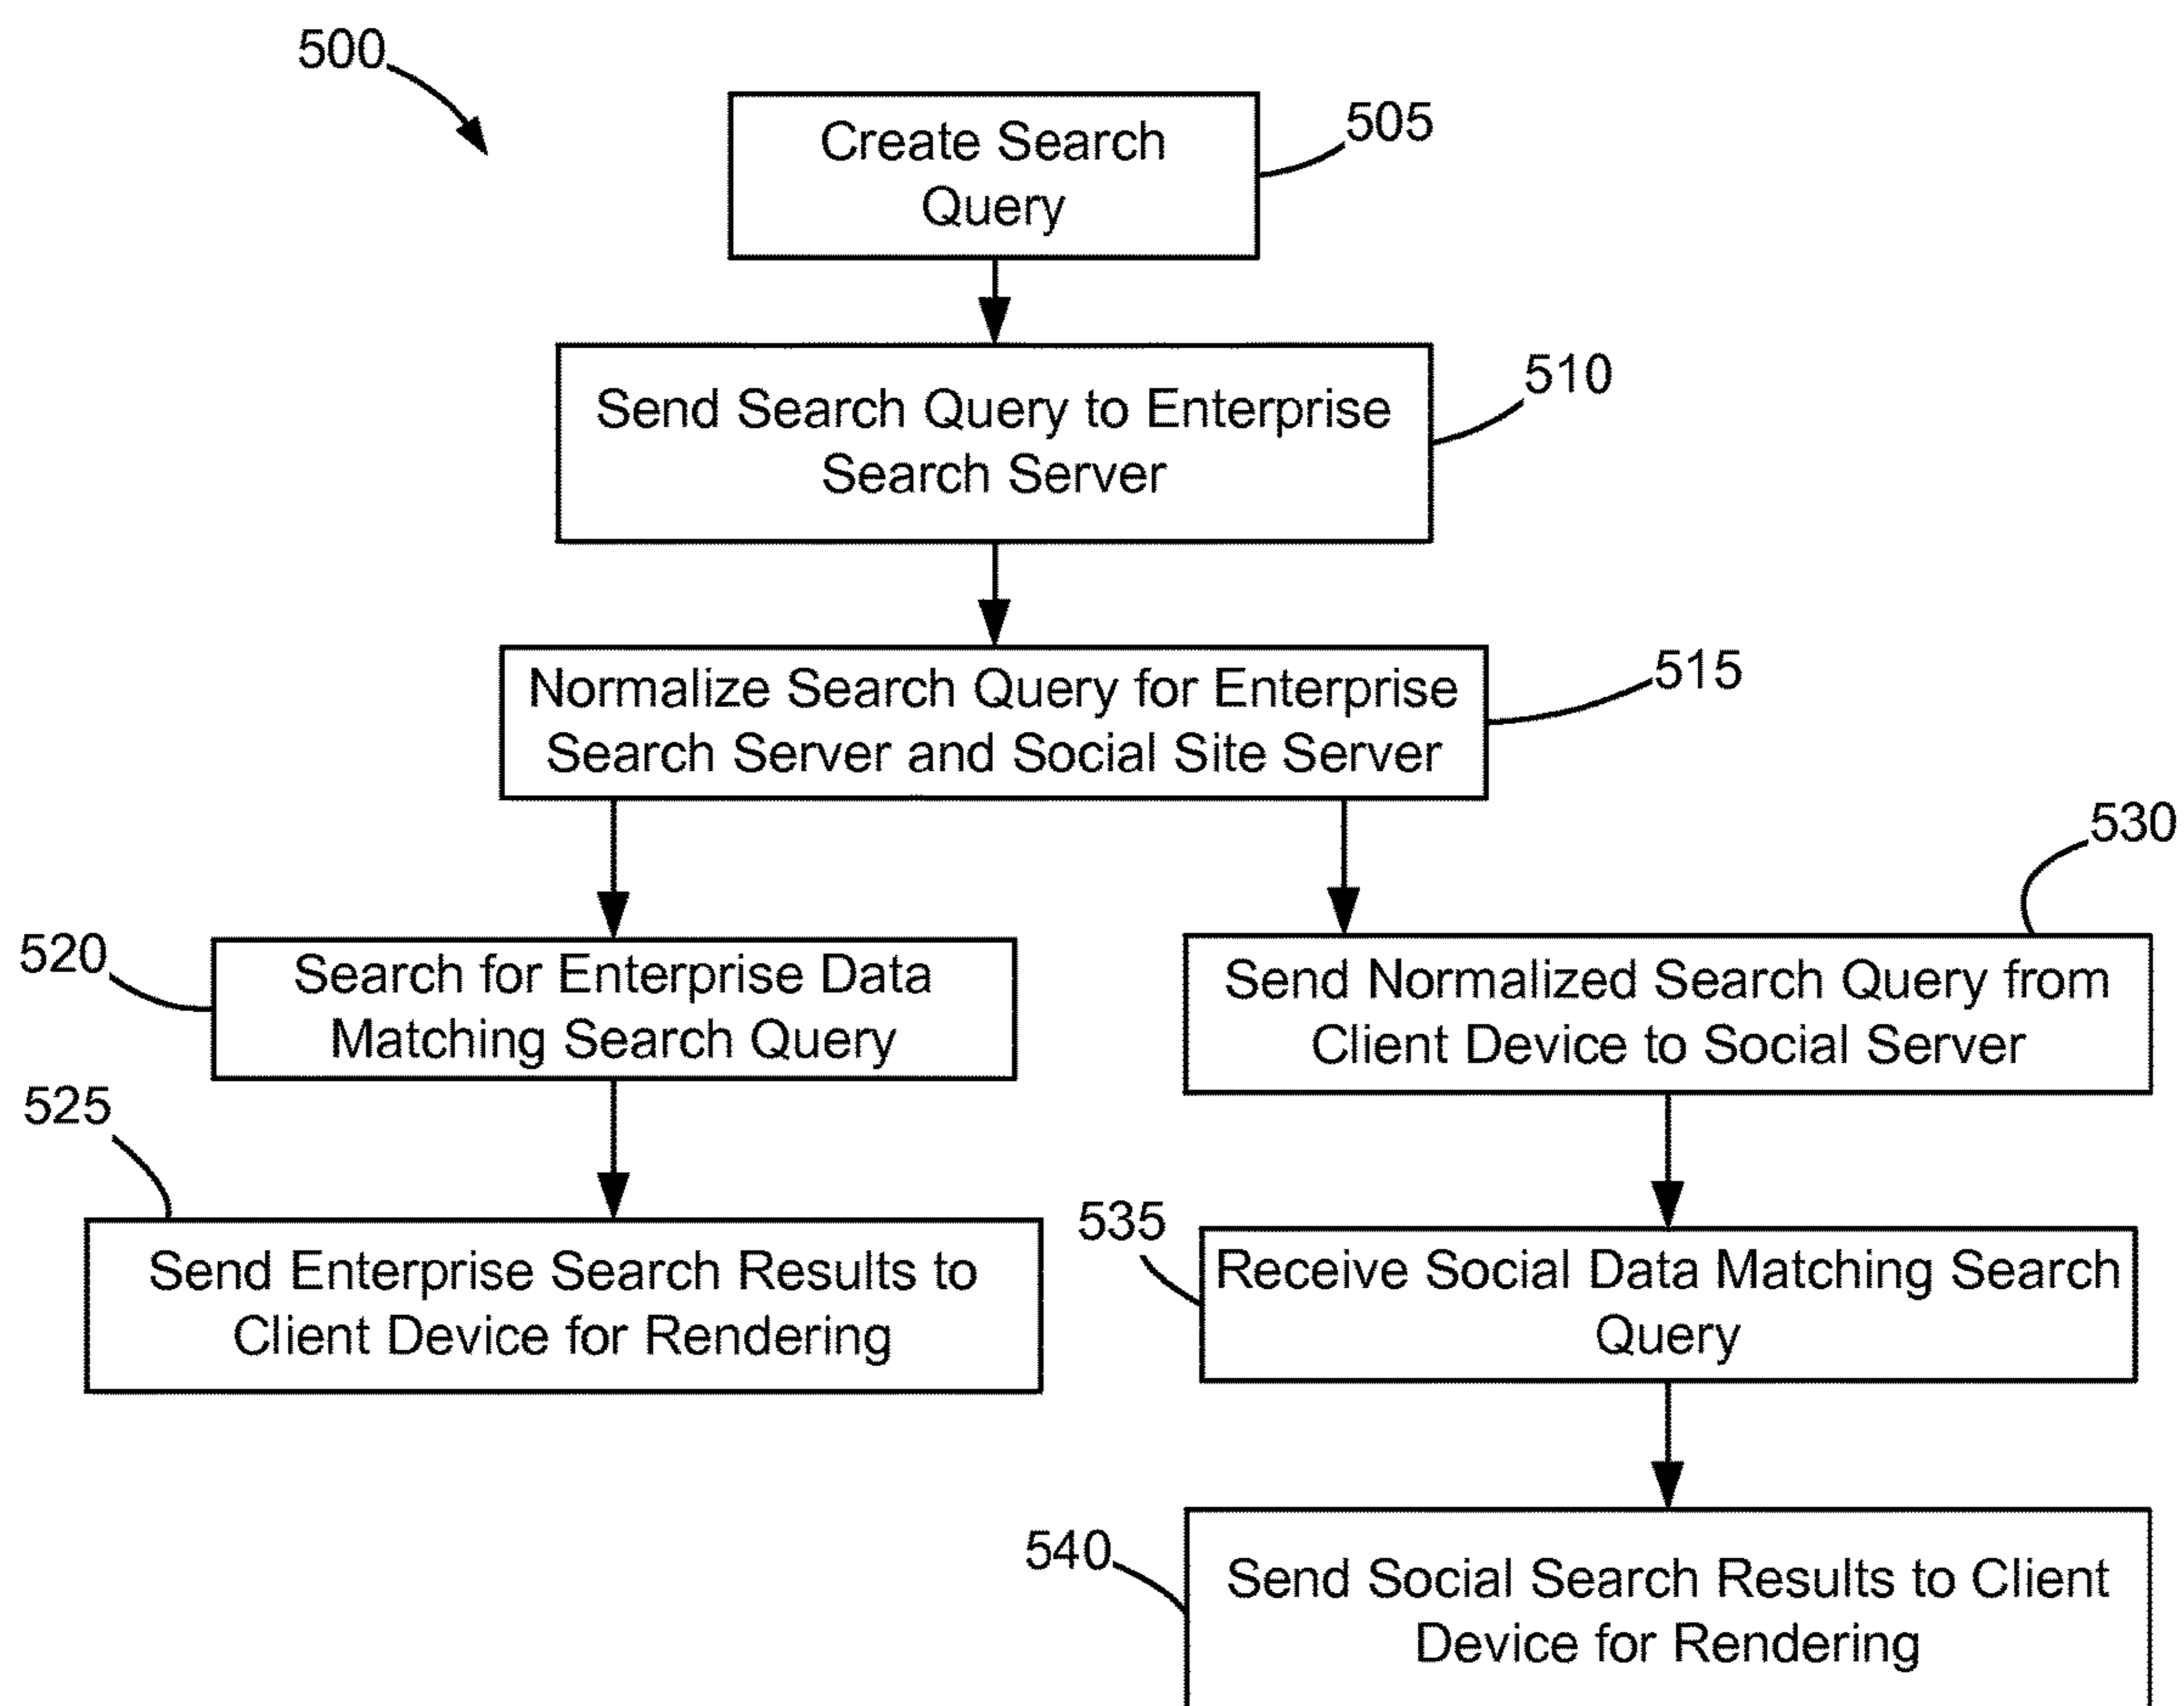 500
Create Search
Query
505
Send Search Query to Enterprise
Search Server
510
Normalize Search Query for Enterprise
Search Server and Social Site Server
515
520
Search for Enterprise Data
Matching Search Query
530
Send Normalized Search Query from
Client Device to Social Server
525
Send Enterprise Search Results to
Client Device for Rendering
535
Receive Social Data Matching Search
Query
540
Send Social Search Results to Client
Device for Rendering